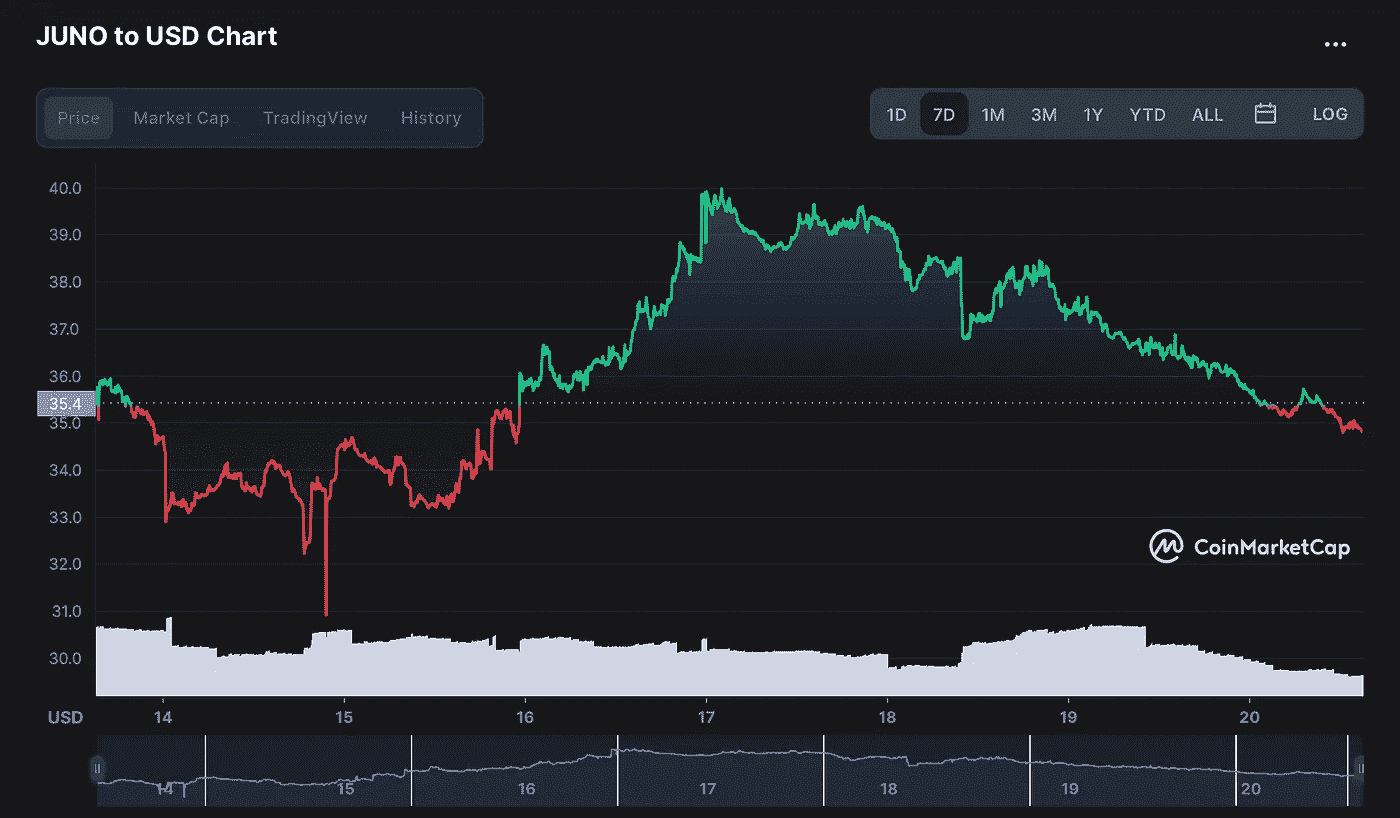 JUNO to USD Chart
Price Market Cap TradingView History
1D 7D 1M 3M 1Y YTD ALL LOG
40.0
39.0
38.0
37.0
36.0
35.4
35.0
34.0
33.0
32.0
CoinMarketCap
31.0
30.0
USD 14 15 16 17 18 19 20
14 15 16 17 18 19 20